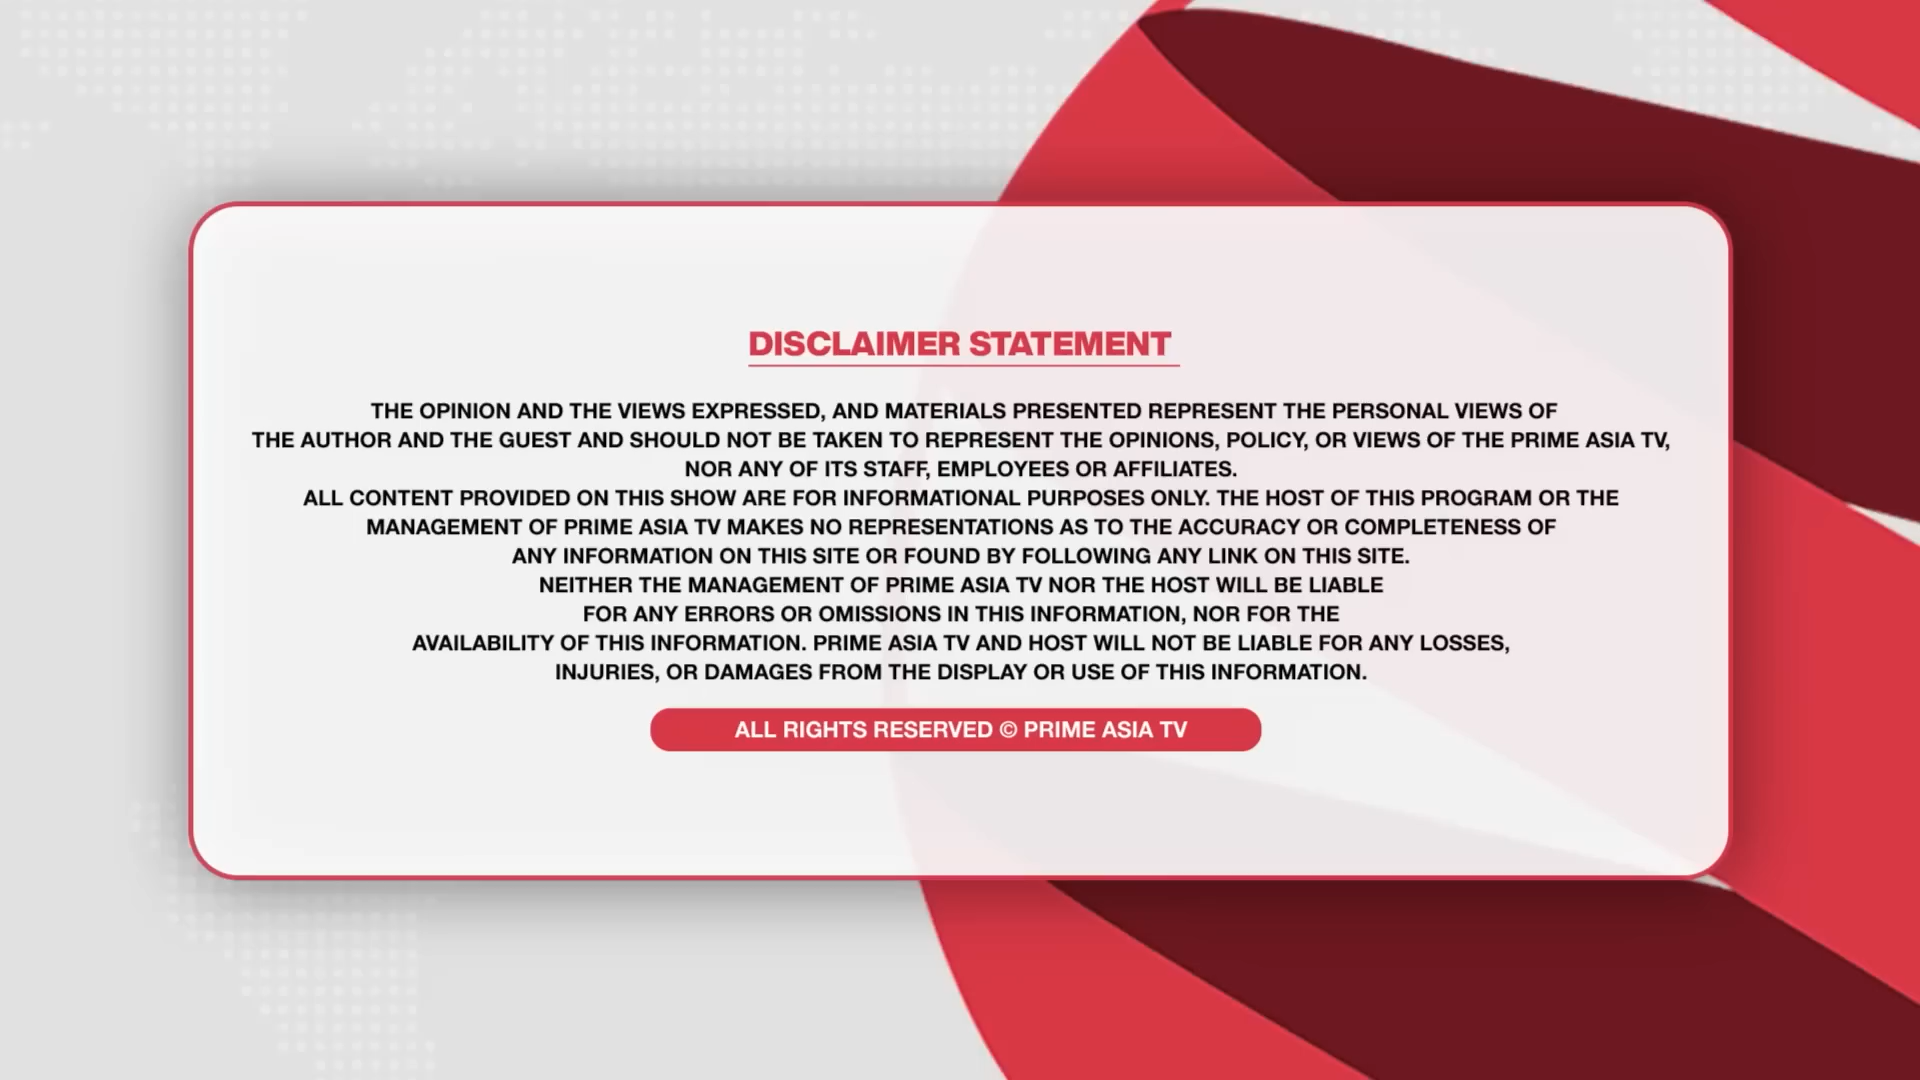 DISCLAIMER STATEMENT
THE OPINION AND THE VIEWS EXPRESSED, AND MATERIALS PRESENTED REPRESENT THE PERSONAL VIEWS OF
THE AUTHOR AND THE GUEST AND SHOULD NOT BE TAKEN TO REPRESENT THE OPINIONS, POLICY, OR VIEWS OF THE PRIME ASIA TV,
NOR ANY OF ITS STAFF, EMPLOYEES OR AFFILIATES.
ALL CONTENT PROVIDED ON THIS SHOW ARE FOR INFORMATIONAL PURPOSES ONLY. THE HOST OF THIS PROGRAM OR THE
MANAGEMENT OF PRIME ASIA TV MAKES NO REPRESENTATIONS AS TO THE ACCURACY OR COMPLETENESS OF
ANY INFORMATION ON THIS SITE OR FOUND BY FOLLOWING ANY LINK ON THIS SITE.
NEITHER THE MANAGEMENT OF PRIME ASIA TV NOR THE HOST WILL BE LIABLE
FOR ANY ERRORS OR OMISSIONS IN THIS INFORMATION, NOR FOR THE
AVAILABILITY OF THIS INFORMATION. PRIME ASIA TV AND HOST WILL NOT BE LIABLE FOR ANY LOSSES,
INJURIES, OR DAMAGES FROM THE DISPLAY OR USE OF THIS INFORMATION.
ALL RIGHTS RESERVED © PRIME ASIA TV